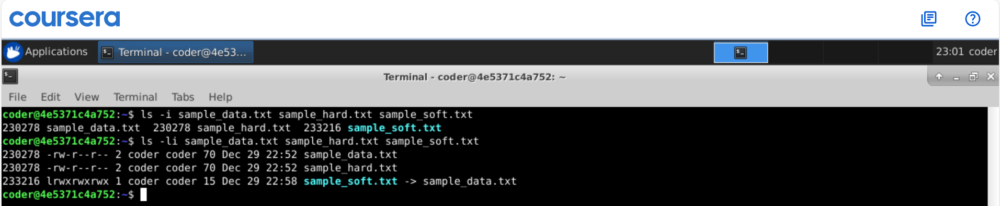 coursera
Applications
Terminal - coder@4e53...
23:01 coder
Terminal - coder@4e5371c4a752: ~
File Edit View Terminal Tabs Help
coder@4e5371c4a752:~$ ls -i sample_data.txt sample_hard.txt sample_soft.txt
230278 sample_data.txt  230278 sample_hard.txt  233216 sample_soft.txt
coder@4e5371c4a752:~$ ls -li sample_data.txt sample_hard.txt sample_soft.txt
230278 -rw-r--r-- 2 coder coder 70 Dec 29 22:52 sample_data.txt
230278 -rw-r--r-- 2 coder coder 70 Dec 29 22:52 sample_hard.txt
233216 lrwxrwxrwx 1 coder coder 15 Dec 29 22:58 sample_soft.txt -> sample_data.txt
coder@4e5371c4a752:~$